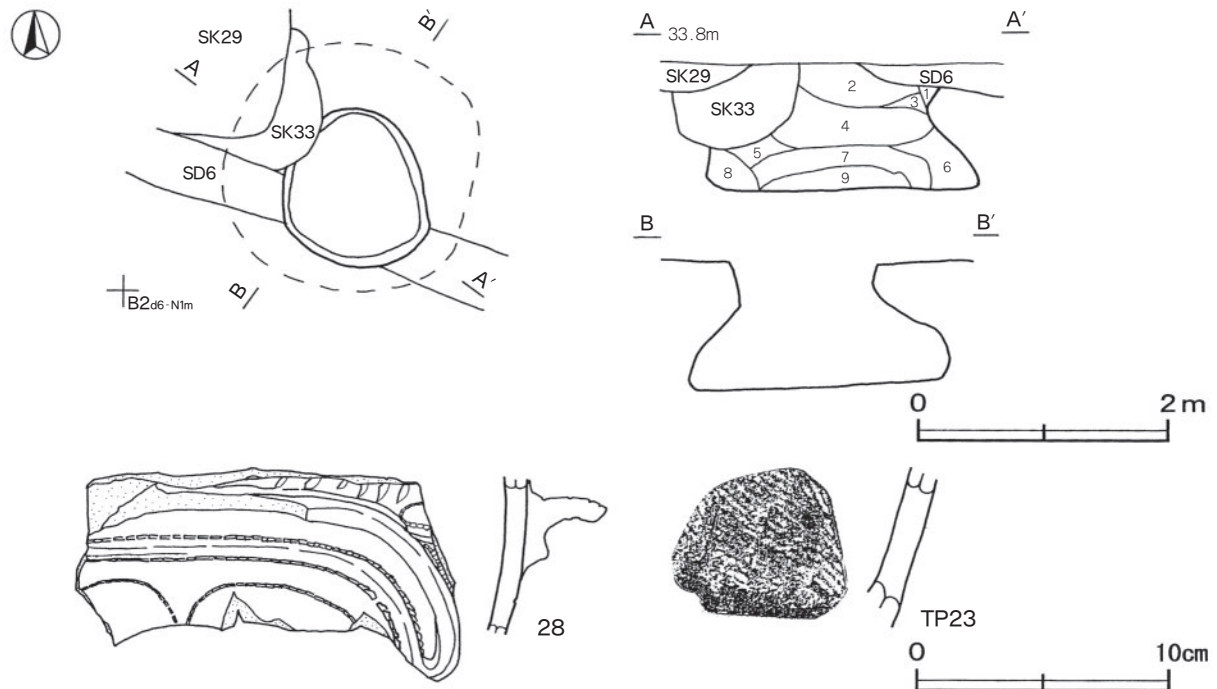 SK29
A
B′
SK33
SD6
B
A′
B2d6-N1m
A 33.8m A′
SK29 SD6
SK33
1
2
3
4
5
6
7
8
9
B B′
0 2m
28
TP23
0 10cm